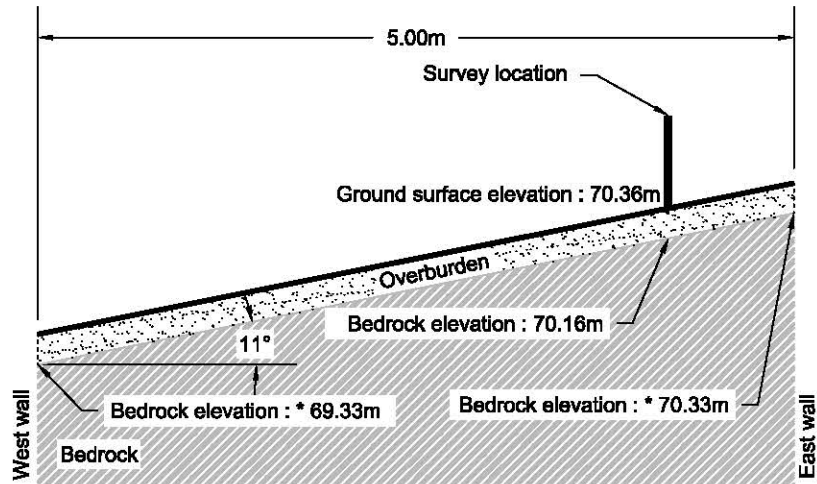 5.00m
Survey location
Ground surface elevation : 70.36m
Overburden
Bedrock elevation : 70.16m
11°
Bedrock elevation : * 69.33m
Bedrock elevation : * 70.33m
West wall
Bedrock
East wall